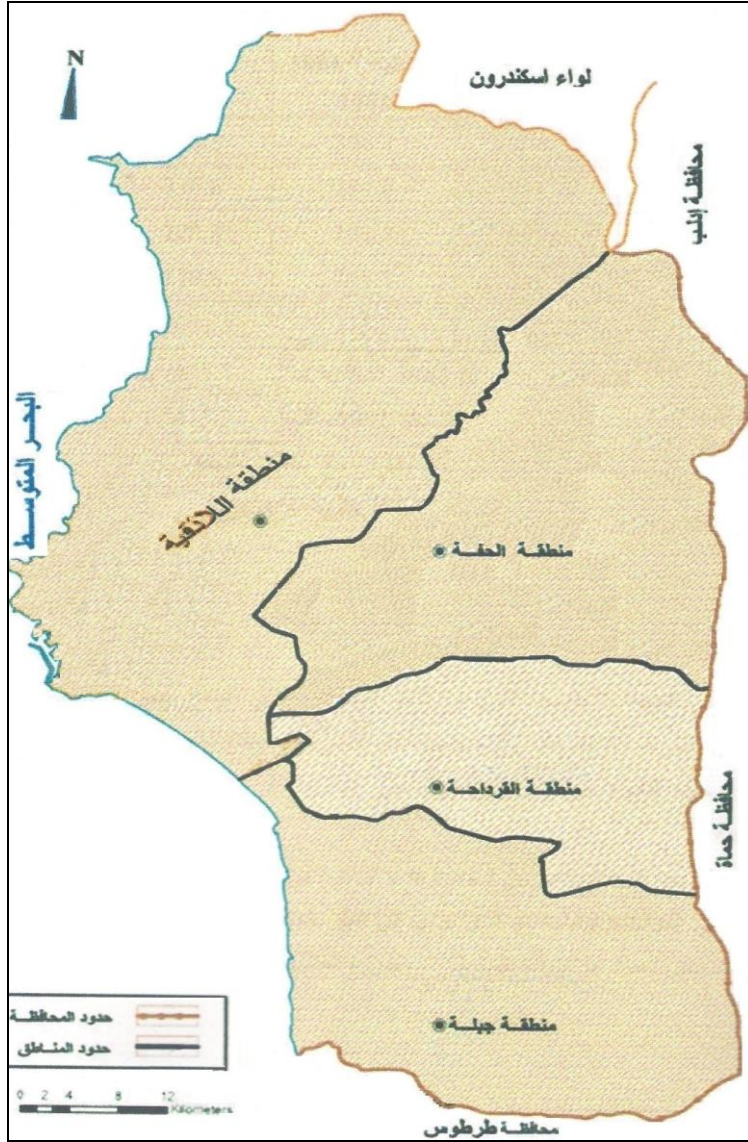 N
لواء اسكندرون
محافظة إدلب
البحر المتوسط
منطقة اللاذقية
منطقة الحفة
منطقة القرداحة
محافظة حماة
منطقة جبلة
حدود المحافظة
حدود المناطق
0 2 4 8 12
Kilometers
محافظة طرطوس